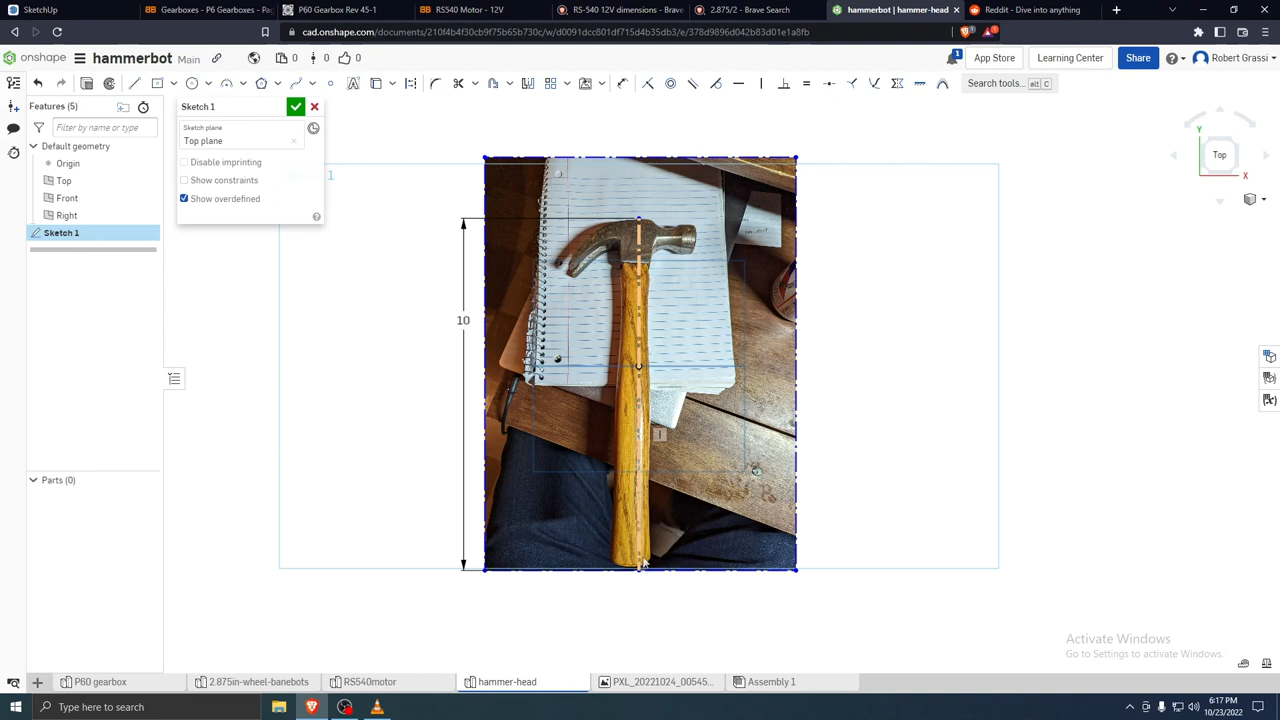 SketchUp
Gearboxes - P6 Gearboxes - Pa
P60 Gearbox Rev 45-1
RS540 Motor - 12V
RS-540 12V dimensions - Brave
2.875/2 - Brave Search
hammerbot | hammer-head
Reddit - Dive into anything
cad.onshape.com/documents/210f4b4f30cb9f75b65b730c/w/d0091dcc801df715d4b35db3/e/378d9896d042b83d01e1a8fb
onshape
hammerbot Main
0
0
0
App Store
Learning Center
Share
Robert Grassi
Search tools...
alt C
Features (5)
Filter by name or type
Default geometry
Origin
Top
Front
Right
Sketch 1
Sketch 1
Sketch plane
Top plane
Disable imprinting
Show constraints
Show overdefined
10
Top
Y
X
Parts (0)
Activate Windows
Go to Settings to activate Windows.
P60 gearbox
2.875in-wheel-banebots
RS540motor
hammer-head
PXL_20221024_00545...
Assembly 1
Type here to search
6:17 PM
10/23/2022